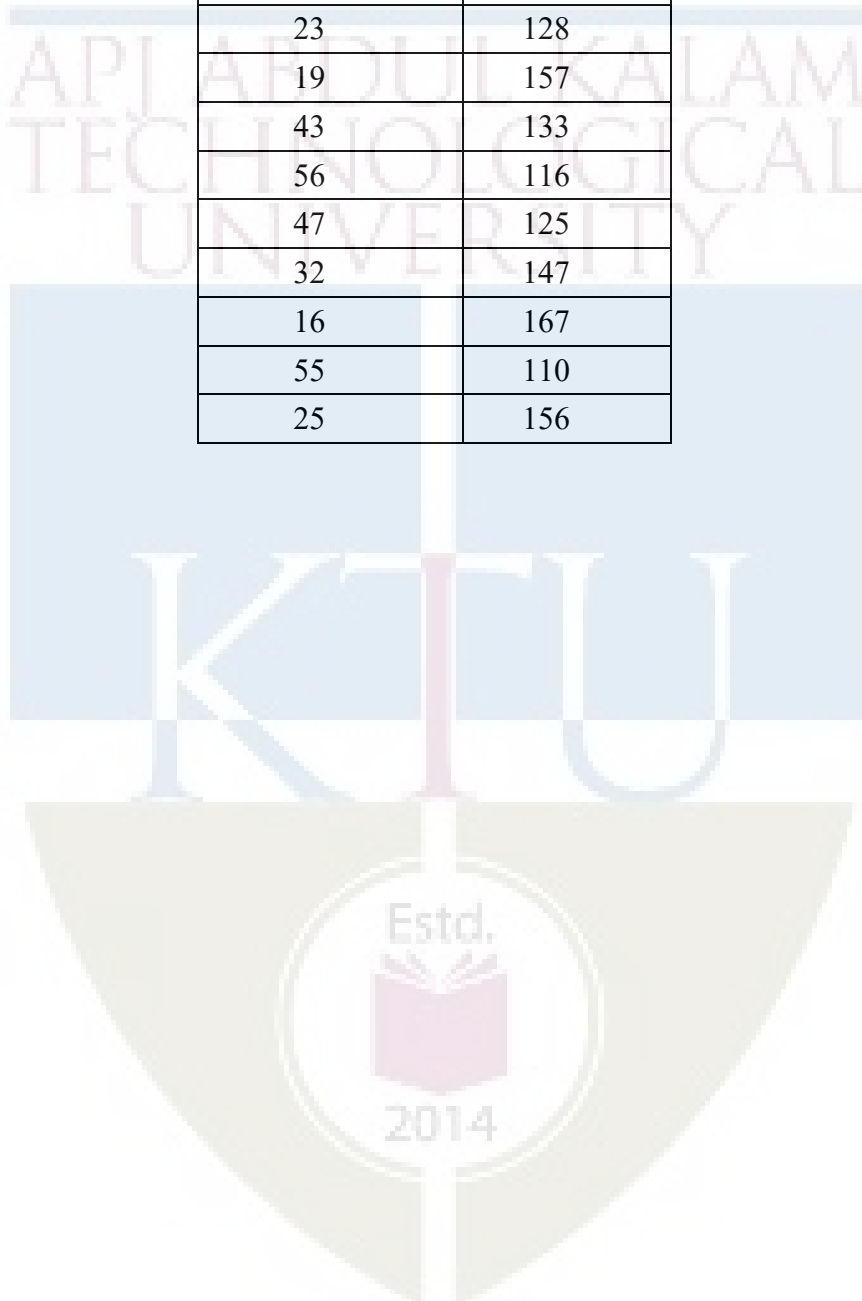 APJ ABDUL KALAM
TECHNOLOGICAL
UNIVERSITY
23 128
19 157
43 133
56 116
47 125
32 147
16 167
55 110
25 156
KTU
Estd.
2014